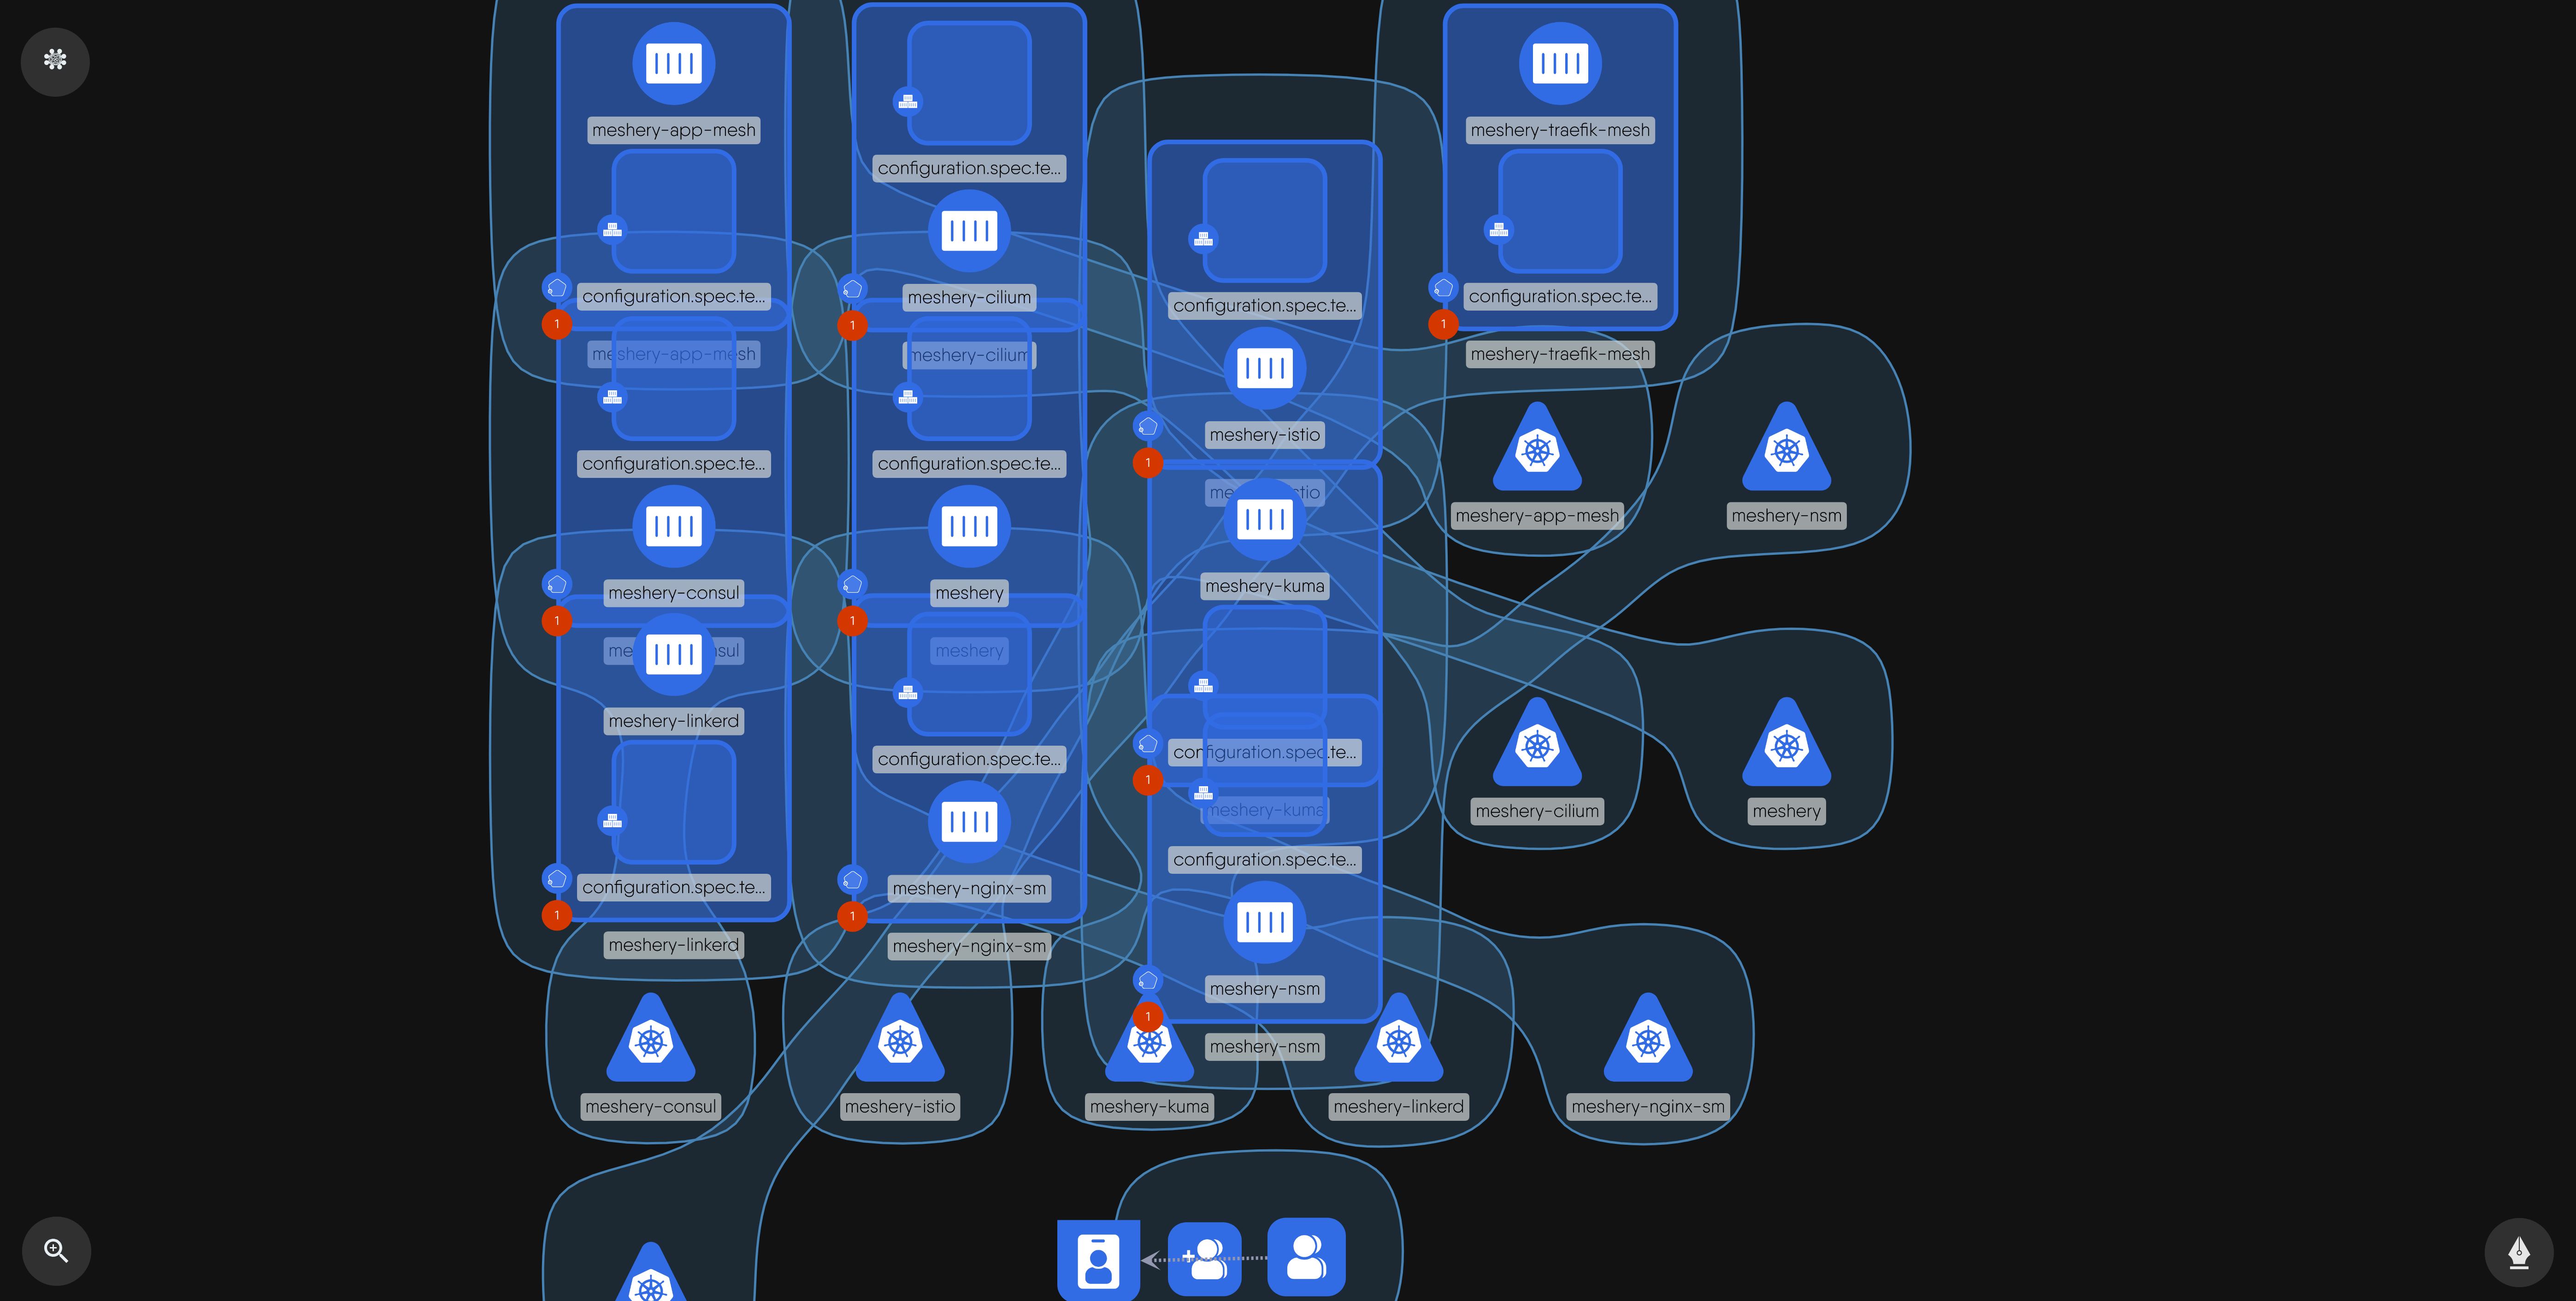 meshery-app-mesh
configuration.spec.te...
1
meshery-app-mesh
configuration.spec.te...
meshery-consul
1
meshery-linkerd
configuration.spec.te...
1
meshery-linkerd
configuration.spec.te...
meshery-cilium
1
meshery-cilium
configuration.spec.te...
meshery
1
meshery
configuration.spec.te...
meshery-nginx-sm
1
meshery-nginx-sm
configuration.spec.te...
meshery-istio
1
meshery-kuma
configuration.spec.te...
1
meshery-kuma
configuration.spec.te...
meshery-nsm
1
meshery-nsm
meshery-traefik-mesh
configuration.spec.te...
1
meshery-traefik-mesh
meshery-app-mesh
meshery-nsm
meshery-cilium
meshery
meshery-consul
meshery-istio
meshery-kuma
meshery-linkerd
meshery-nginx-sm